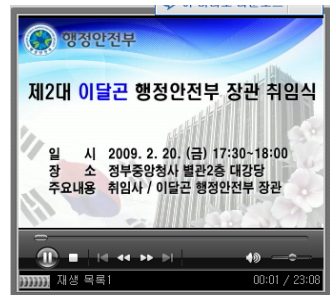 행정안전부
제2대 이달곤 행정안전부 장관 취임식
일 시 2009. 2. 20. (금) 17:30~18:00
장 소 정부중앙청사 별관2층 대강당
주요내용 취임사 / 이달곤 행정안전부 장관
재생 목록1 00:01 / 23:08